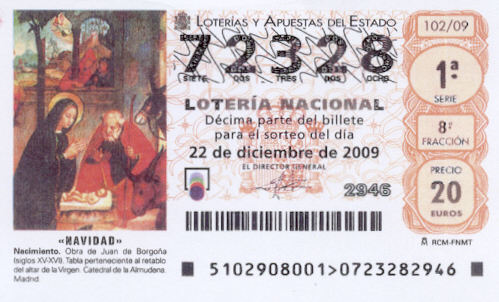 LOTERÍAS Y APUESTAS DEL ESTADO
102/09
72328
SIETE DOS TRES DOS OCHO
1ª
SERIE
LOTERÍA NACIONAL
Décima parte del billete
para el sorteo del día
22 de diciembre de 2009
EL DIRECTOR GENERAL
8ª
FRACCIÓN
PRECIO
20
EUROS
2946
RCM-FNMT
«NAVIDAD»
Nacimiento. Obra de Juan de Borgoña
(siglos XV-XVI). Tabla perteneciente al retablo
del altar de la Virgen. Catedral de la Almudena.
Madrid
5102908001>0723282946